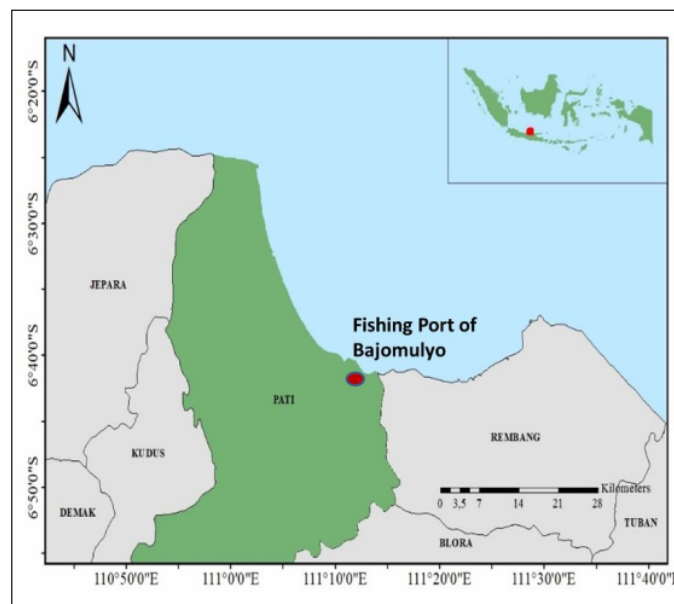 N
6°20'0"S
6°30'0"S
6°40'0"S
6°50'0"S
JEPARA
Fishing Port of
Bajomulyo
PATI
KUDUS
REMBANG
DEMAK
Kilometers
0 3,5 7 14 21 28
TUBAN
BLORA
110°50'0"E 111°0'0"E 111°10'0"E 111°20'0"E 111°30'0"E 111°40'0"E